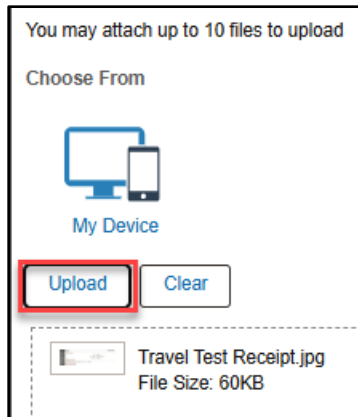 You may attach up to 10 files to upload
Choose From
My Device
Upload
Clear
Travel Test Receipt.jpg
File Size: 60KB